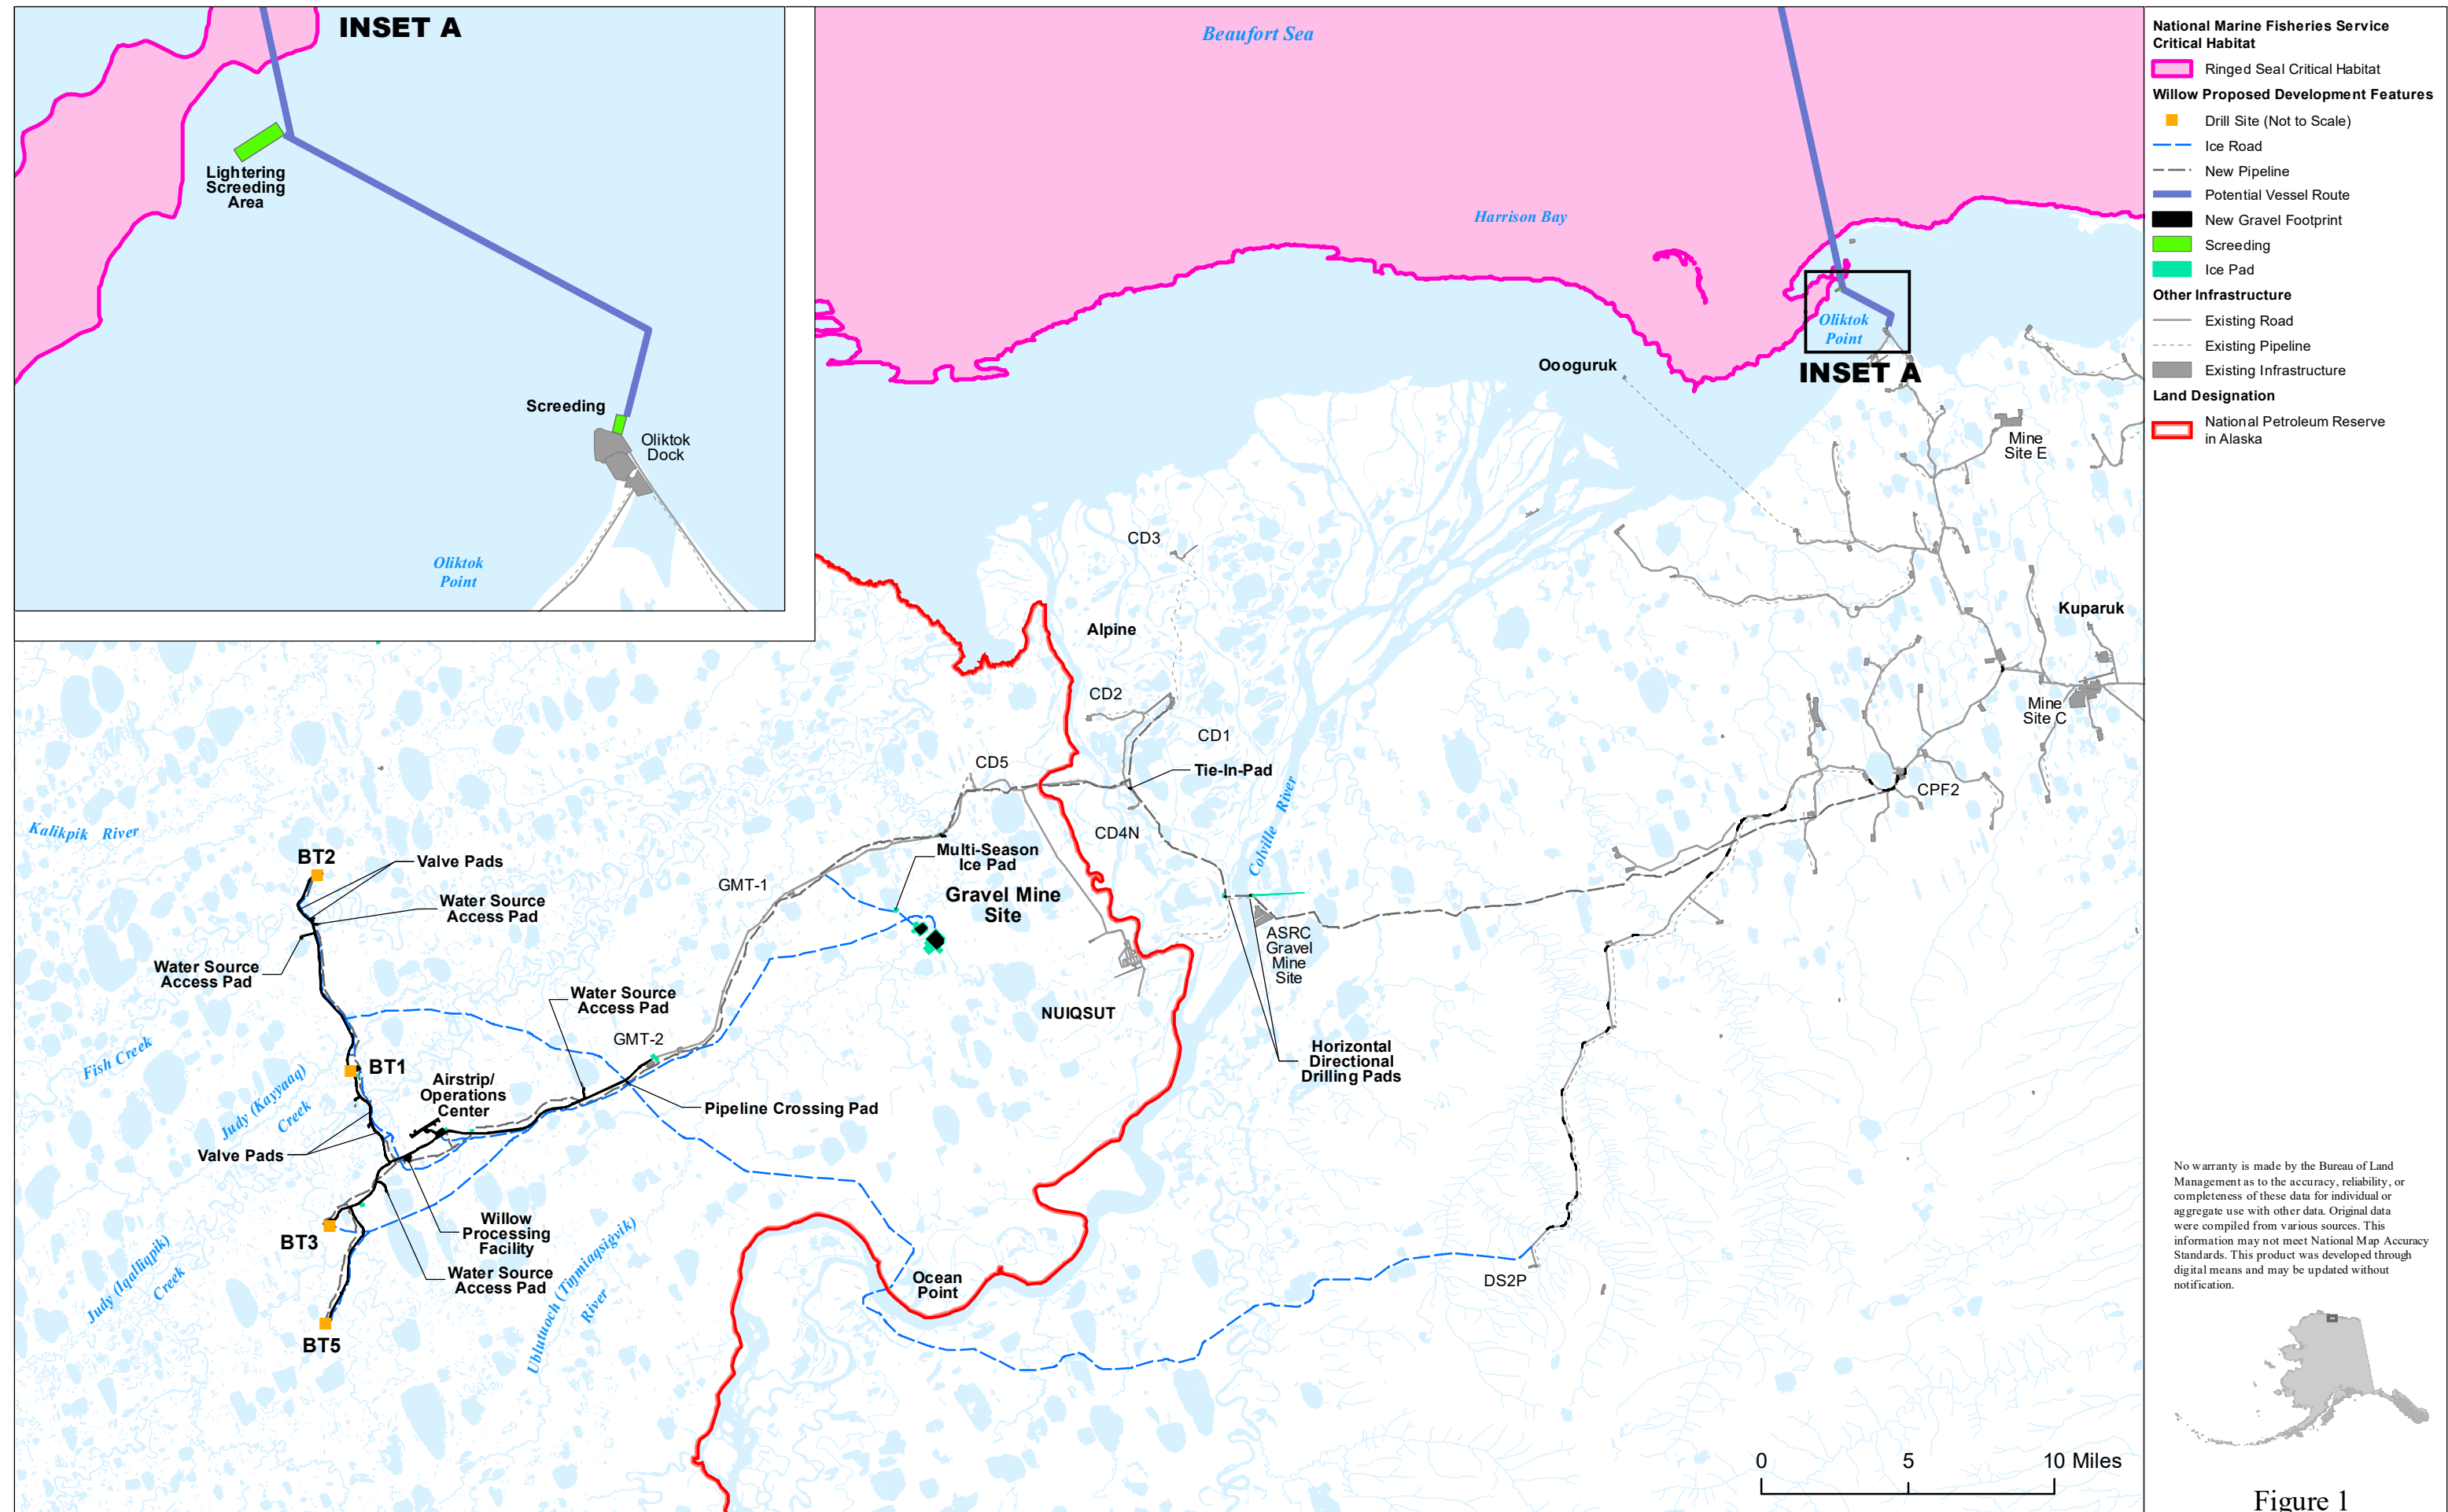 INSET A
Lightering
Screeding
Area
Screeding
Oliktok
Dock
Oliktok
Point
Beaufort Sea
Harrison Bay
Oliktok
Point
INSET A
Oooguruk
Mine
Site E
CD3
Alpine
Kuparuk
CD2
Mine
Site C
CD1
CD5
Tie-In-Pad
CPF2
Colville River
Kalikpik River
CD4N
BT2
Valve Pads
Multi-Season
Ice Pad
GMT-1
Gravel Mine
Site
Water Source
Access Pad
ASRC
Gravel
Mine
Site
Water Source
Access Pad
Water Source
Access Pad
NUIQSUT
GMT-2
Fish Creek
Horizontal
Directional
Drilling Pads
BT1
Airstrip/
Operations
Center
Judy (Kayyaaq)
Creek
Pipeline Crossing Pad
Valve Pads
Willow
Processing
Facility
BT3
Water Source
Access Pad
Judy (Iqalliqpik)
Creek
Ublutuoch (Tiŋmiaqsiġvik)
River
Ocean
Point
DS2P
BT5
0 5 10 Miles
National Marine Fisheries Service
Critical Habitat
Ringed Seal Critical Habitat
Willow Proposed Development Features
Drill Site (Not to Scale)
Ice Road
New Pipeline
Potential Vessel Route
New Gravel Footprint
Screeding
Ice Pad
Other Infrastructure
Existing Road
Existing Pipeline
Existing Infrastructure
Land Designation
National Petroleum Reserve
in Alaska
No warranty is made by the Bureau of Land
Management as to the accuracy, reliability, or
completeness of these data for individual or
aggregate use with other data. Original data
were compiled from various sources. This
information may not meet National Map Accuracy
Standards. This product was developed through
digital means and may be updated without
notification.
Figure 1